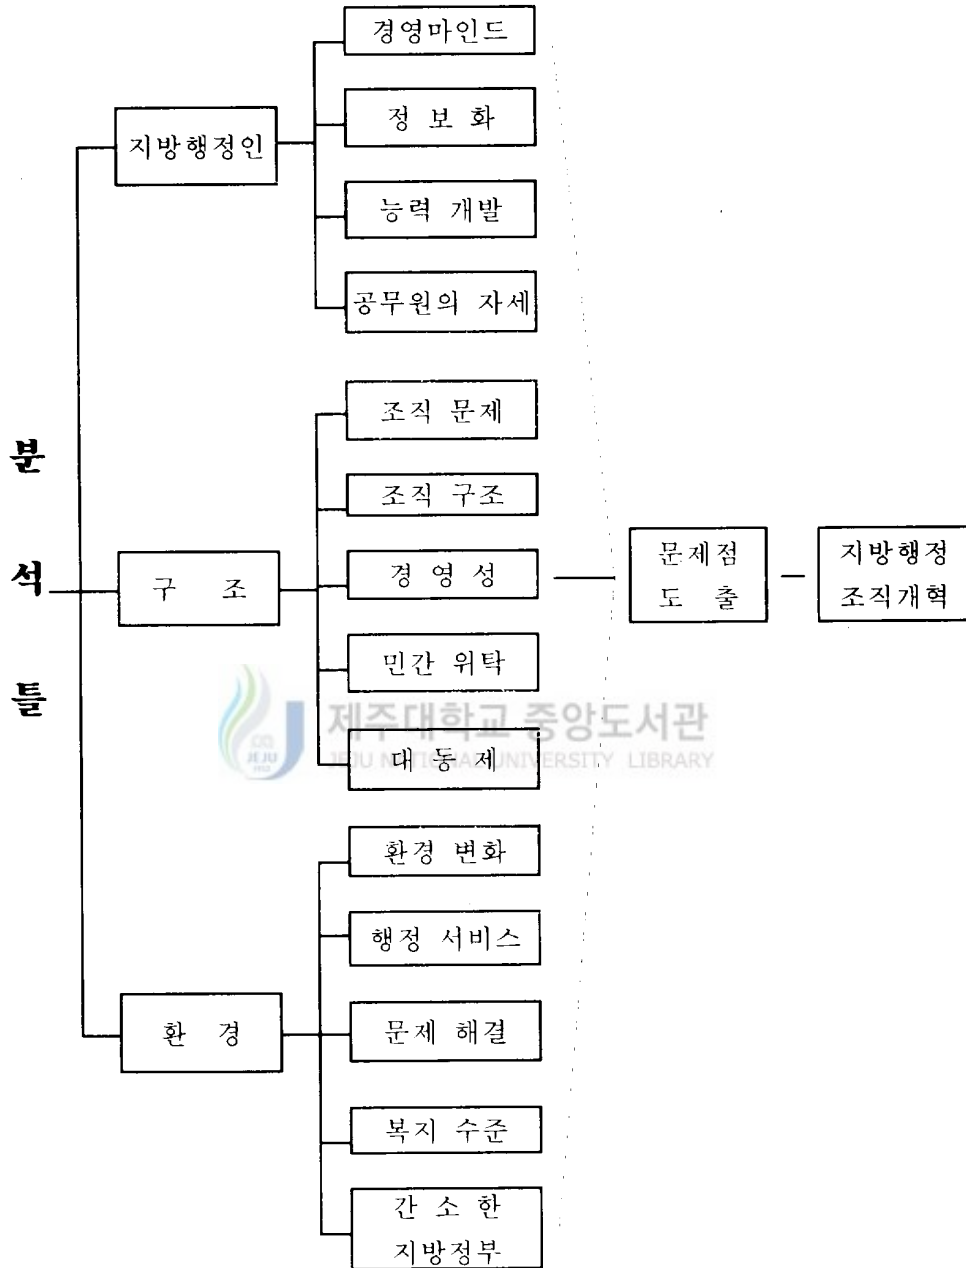 분석틀
지방행정인
경영마인드
정 보 화
능력 개발
공무원의 자세
구 조
조직 문제
조직 구조
경 영 성
민간 위탁
대 동 제
환 경
환경 변화
행정 서비스
문제 해결
복지 수준
간 소 한
지방정부
문제점
도 출
지방행정
조직개혁
제주대학교 중앙도서관
JEJU NATIONAL UNIVERSITY LIBRARY
JEJU
1952